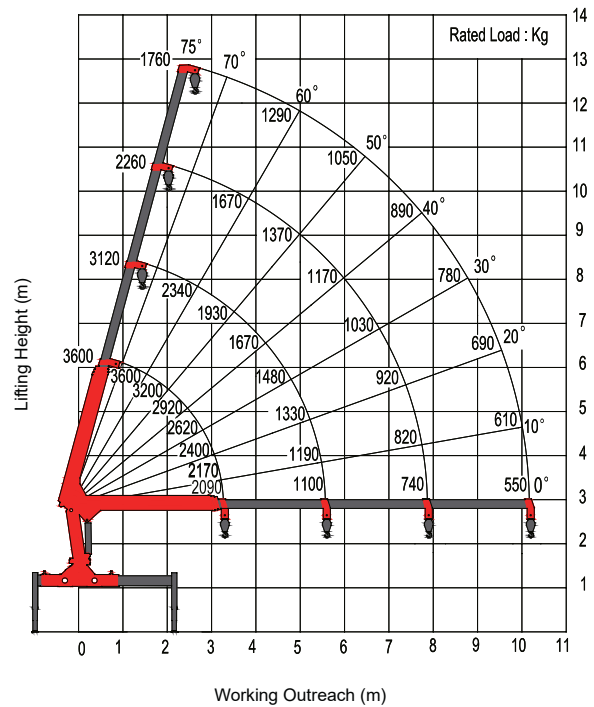 14
Rated Load : Kg
1760 75° 70° 13
60° 12
1290
50° 11
1050
2260 10
1670 890 40°
1370 9
3120 1170 780 30° 8
2340
1930 1030 7
1670 690 20°
3600 3600 1480 920 6
3200
2920 1330 610 10° 5
2620 820
2400 1190 4
2170
2090 1100 740 550 0° 3
2
1
0 1 2 3 4 5 6 7 8 9 10 11
Lifting Height (m)
Working Outreach (m)